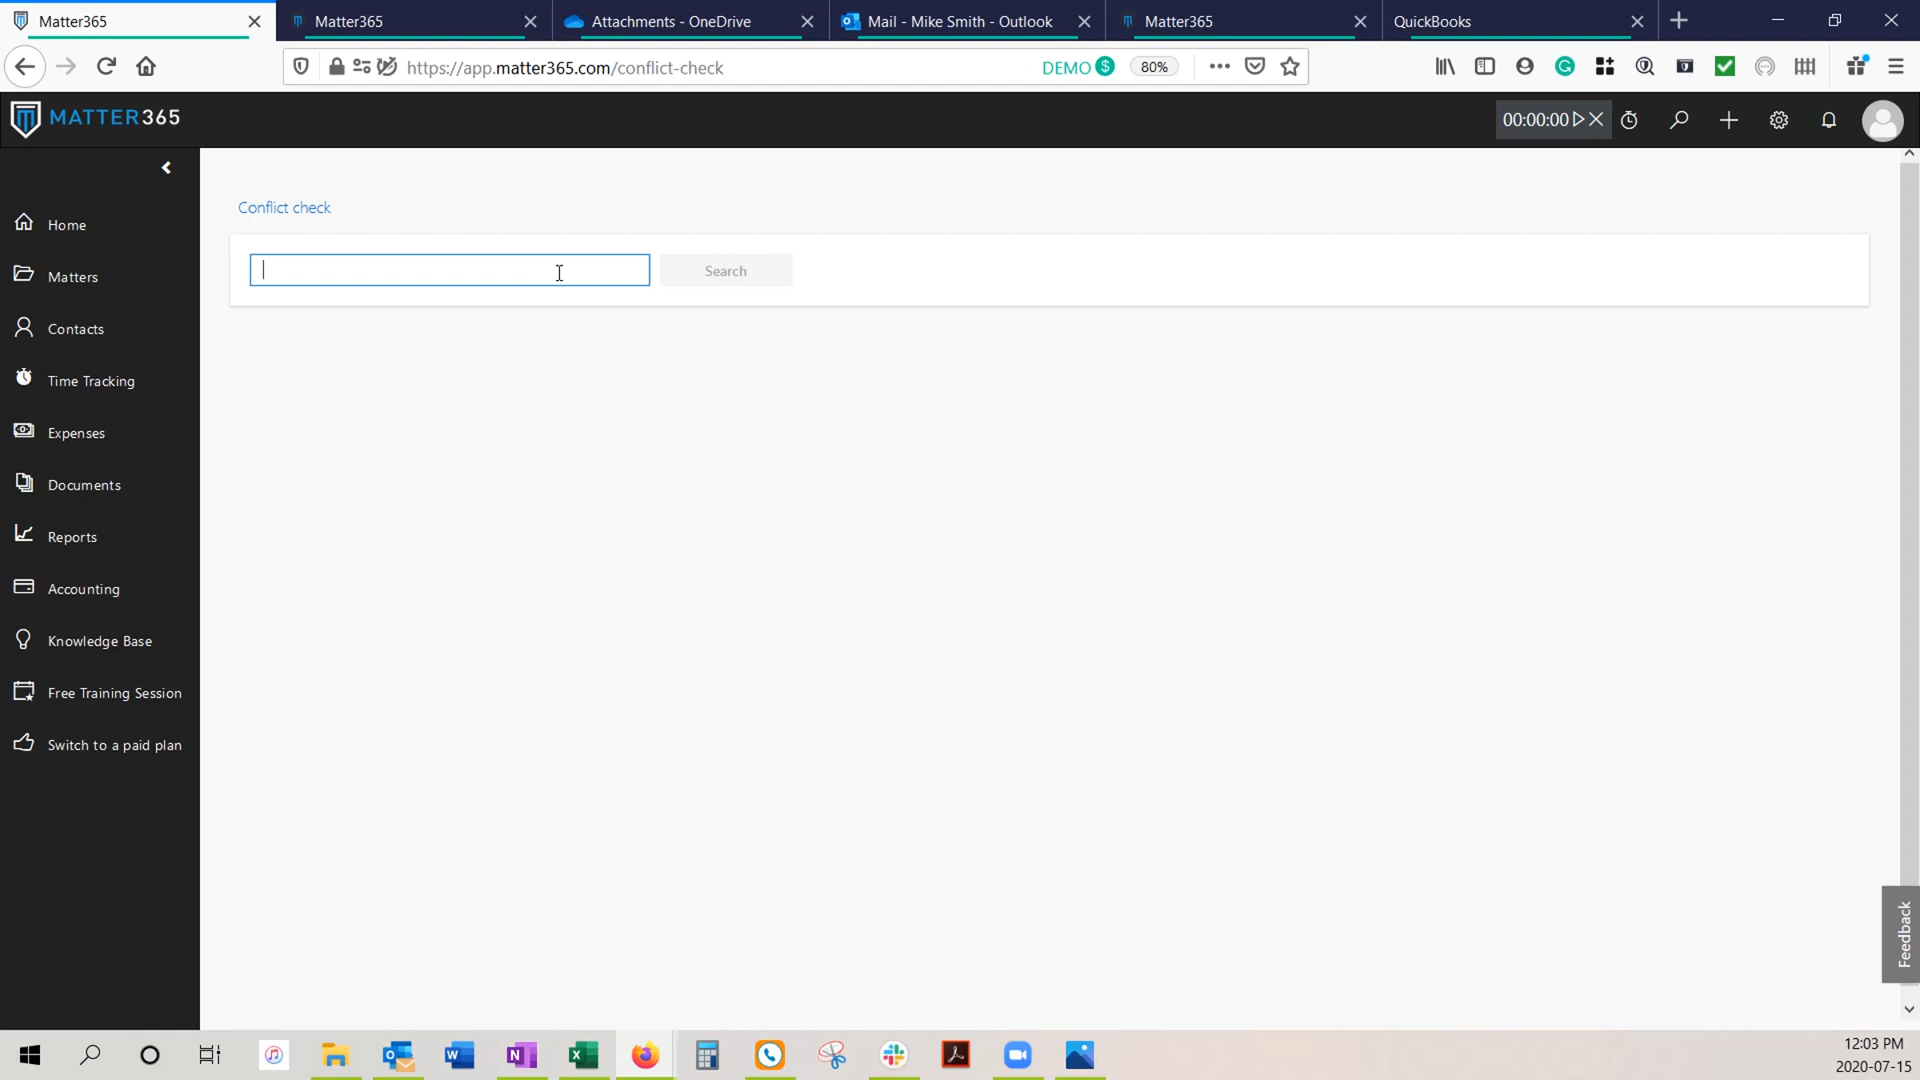 Matter365
Matter365
Attachments - OneDrive
Mail - Mike Smith - Outlook
Matter365
QuickBooks
https://app.matter365.com/conflict-check
DEMO
80%
MATTER365
00:00:00
Conflict check
Search
Home
Matters
Contacts
Time Tracking
Expenses
Documents
Reports
Accounting
Knowledge Base
Free Training Session
Switch to a paid plan
Feedback
12:03 PM
2020-07-15